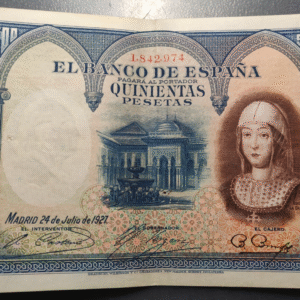 1,842,974
EL BANCO DE ESPAÑA
PAGARÁ AL PORTADOR
QUINIENTAS
PESETAS
MADRID 24 de Julio de 1927.
EL INTERVENTOR
EL GOBERNADOR
EL CAJERO